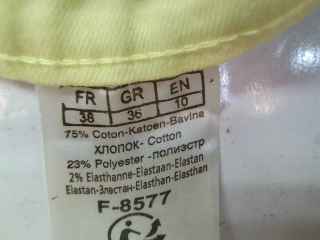 FR GR EN
38 36 10
75% Coton-Katoen-Bavlna
ХЛОПОК- Cotton
23% Polyester -ПОЛИЭСТР
2% Elasthanne-Elastaan-Elastan
Elastan-Эластан-Elasthan-Elasthan
F-8577